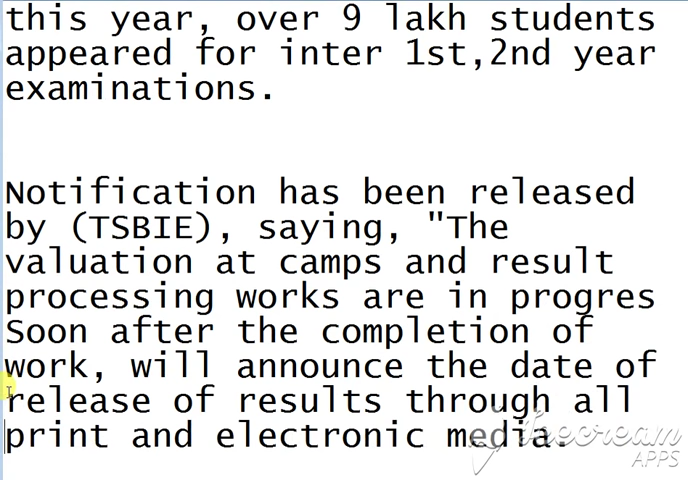 this year, over 9 lakh students
appeared for inter 1st,2nd year
examinations.
Notification has been released
by (TSBIE), saying, "The
valuation at camps and result
processing works are in progres
Soon after the completion of
work, will announce the date of
release of results through all
print and electronic media.
Icecream
APPS